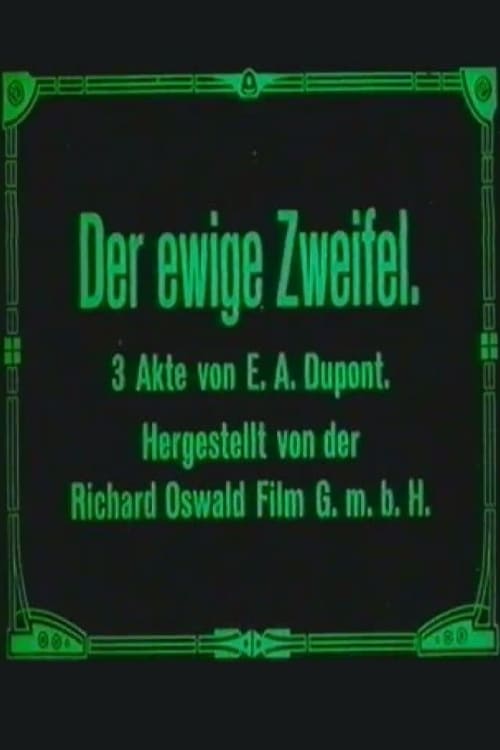 Der ewige Zweifel.
3 Akte von E. A. Dupont.
Hergestellt von der
Richard Oswald Film G. m. b. H.